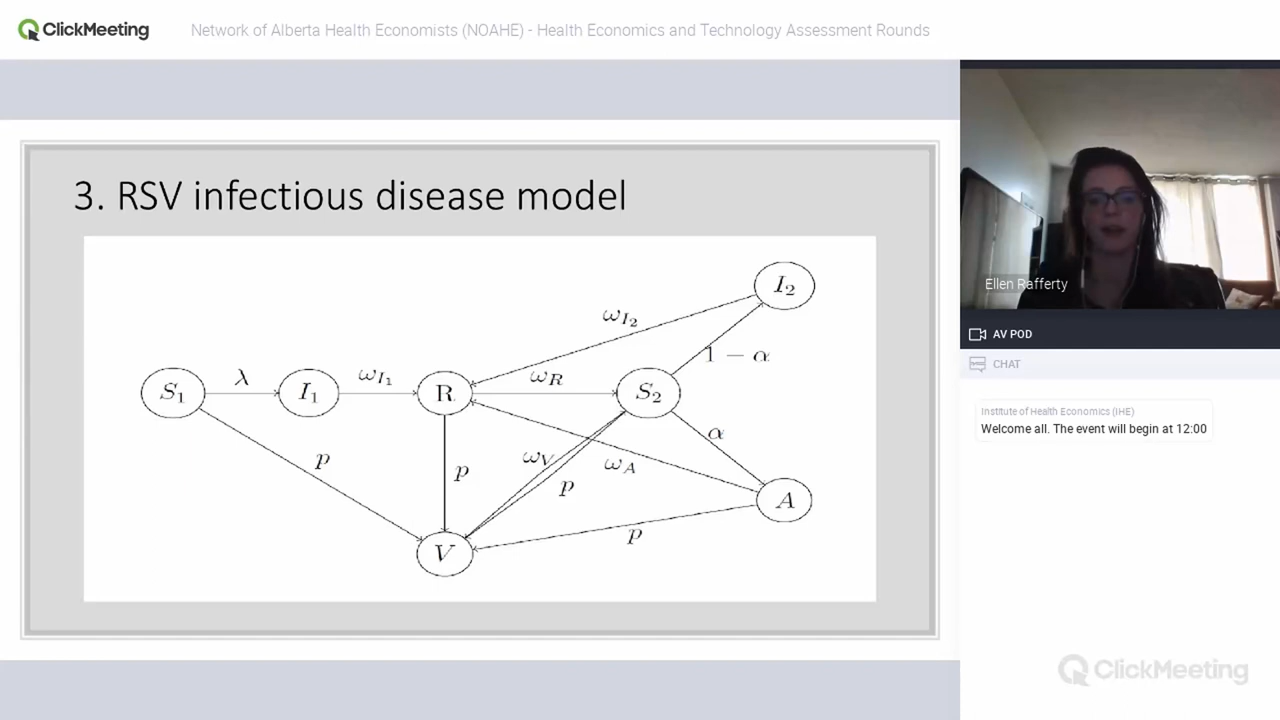 ClickMeeting
Network of Alberta Health Economists (NOAHE) - Health Economics and Technology Assessment Rounds
3. RSV infectious disease model
I₂
ω_I₂
1 − α
S₁
λ
I₁
ω_I₁
R
ω_R
S₂
α
p
p
ω_V
p
ω_A
A
p
V
Ellen Rafferty
AV POD
CHAT
Institute of Health Economics (IHE)
Welcome all. The event will begin at 12:00
ClickMeeting